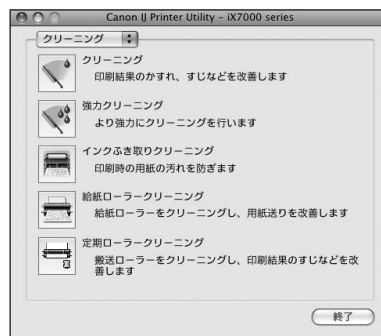 Canon IJ Printer Utility – iX7000 series
クリーニング
クリーニング
印刷結果のかすれ、すじなどを改善します
強力クリーニング
より強力にクリーニングを行います
インクふき取りクリーニング
印刷時の用紙の汚れを防ぎます
給紙ローラークリーニング
給紙ローラーをクリーニングし、用紙送りを改善します
定期ローラークリーニング
搬送ローラーをクリーニングし、印刷結果のすじなどを改
善します
終了